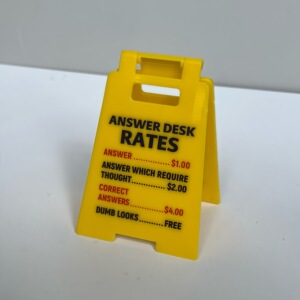 ANSWER DESK
RATES
ANSWER..............$1.00
ANSWER WHICH REQUIRE
THOUGHT.............$2.00
CORRECT
ANSWERS.............$4.00
DUMB LOOKS..........FREE